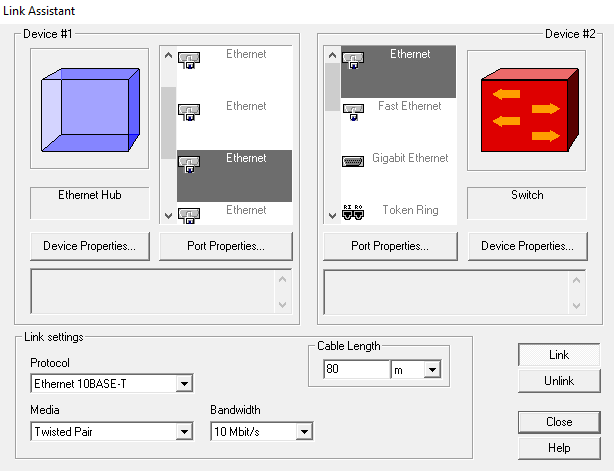 Link Assistant
Device #1
Ethernet
Ethernet
Ethernet
Ethernet
Ethernet Hub
Device Properties...
Port Properties...
Device #2
Ethernet
Fast Ethernet
Gigabit Ethernet
RI RO
Token Ring
Switch
Port Properties...
Device Properties...
Link settings
Protocol
Ethernet 10BASE-T
Media
Twisted Pair
Bandwidth
10 Mbit/s
Cable Length
80
m
Link
Unlink
Close
Help